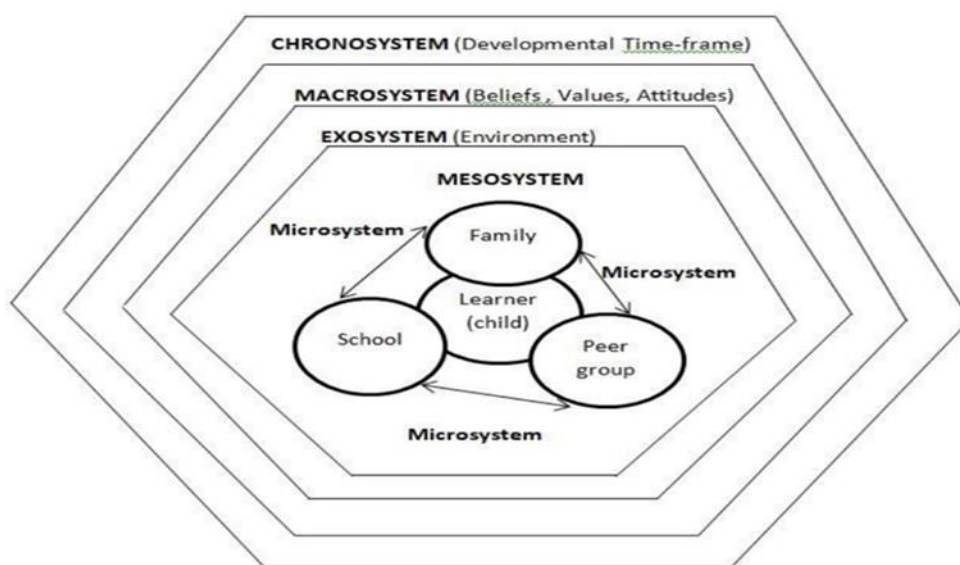 CHRONOSYSTEM (Developmental Time-frame)
MACROSYSTEM (Beliefs, Values, Attitudes)
EXOSYSTEM (Environment)
MESOSYSTEM
Microsystem
Family
Microsystem
Learner
(child)
School
Peer
group
Microsystem